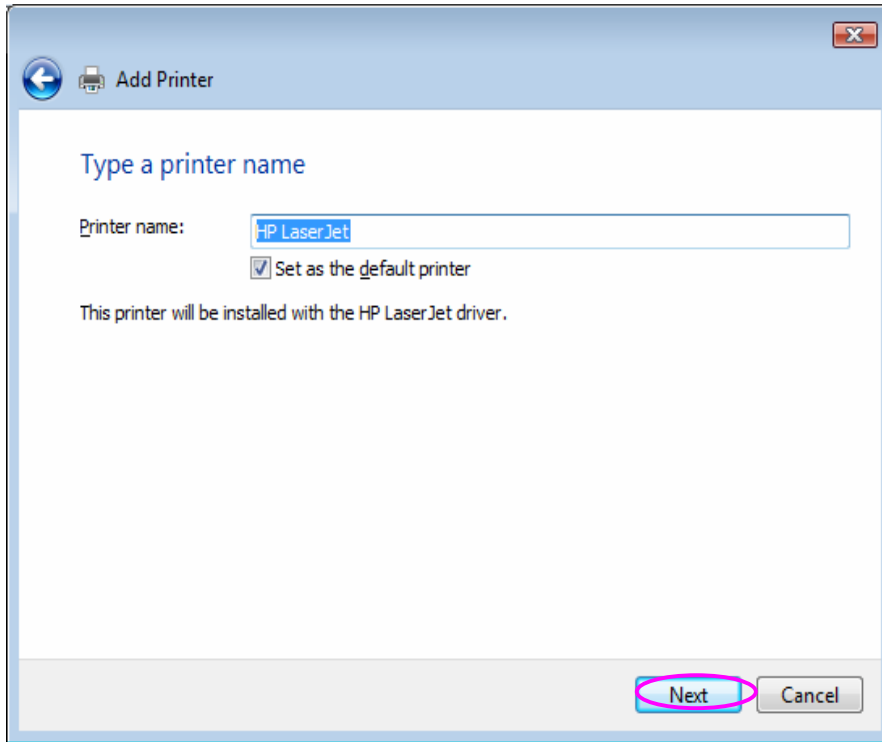 Add Printer
Type a printer name
Printer name: HP LaserJet
Set as the default printer
This printer will be installed with the HP LaserJet driver.
Next Cancel